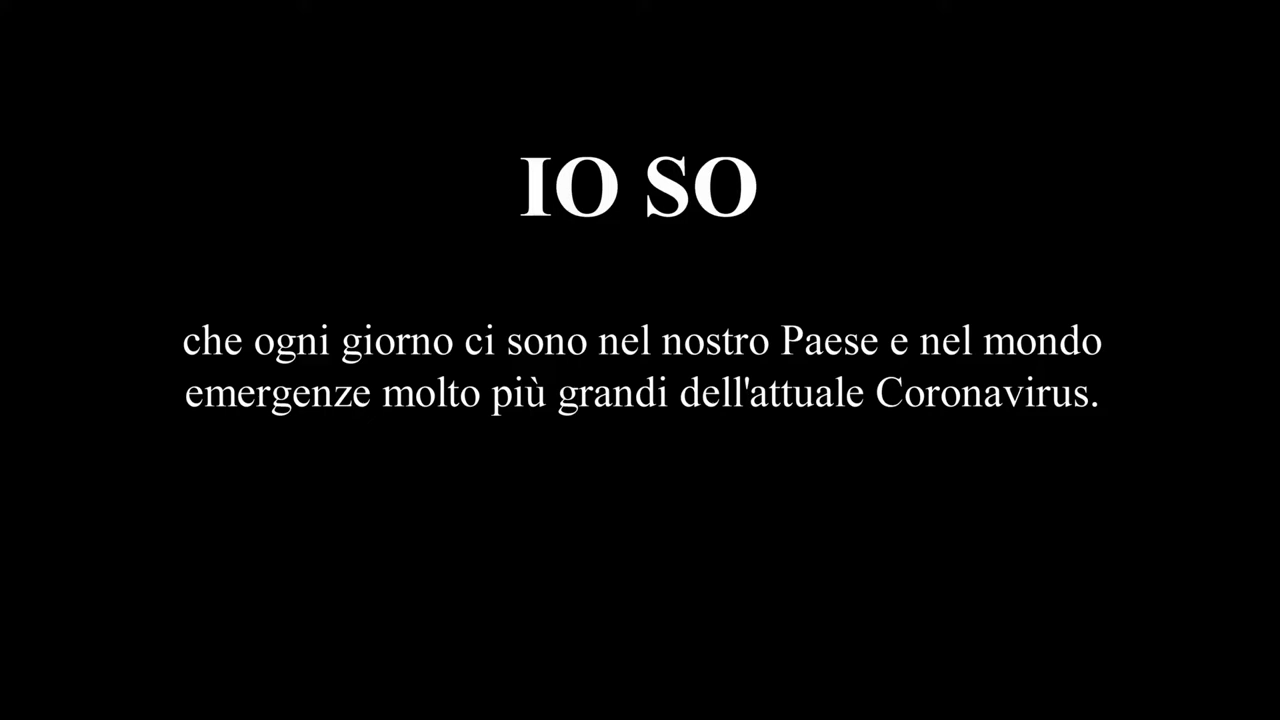 IO SO
che ogni giorno ci sono nel nostro Paese e nel mondo
emergenze molto più grandi dell'attuale Coronavirus.